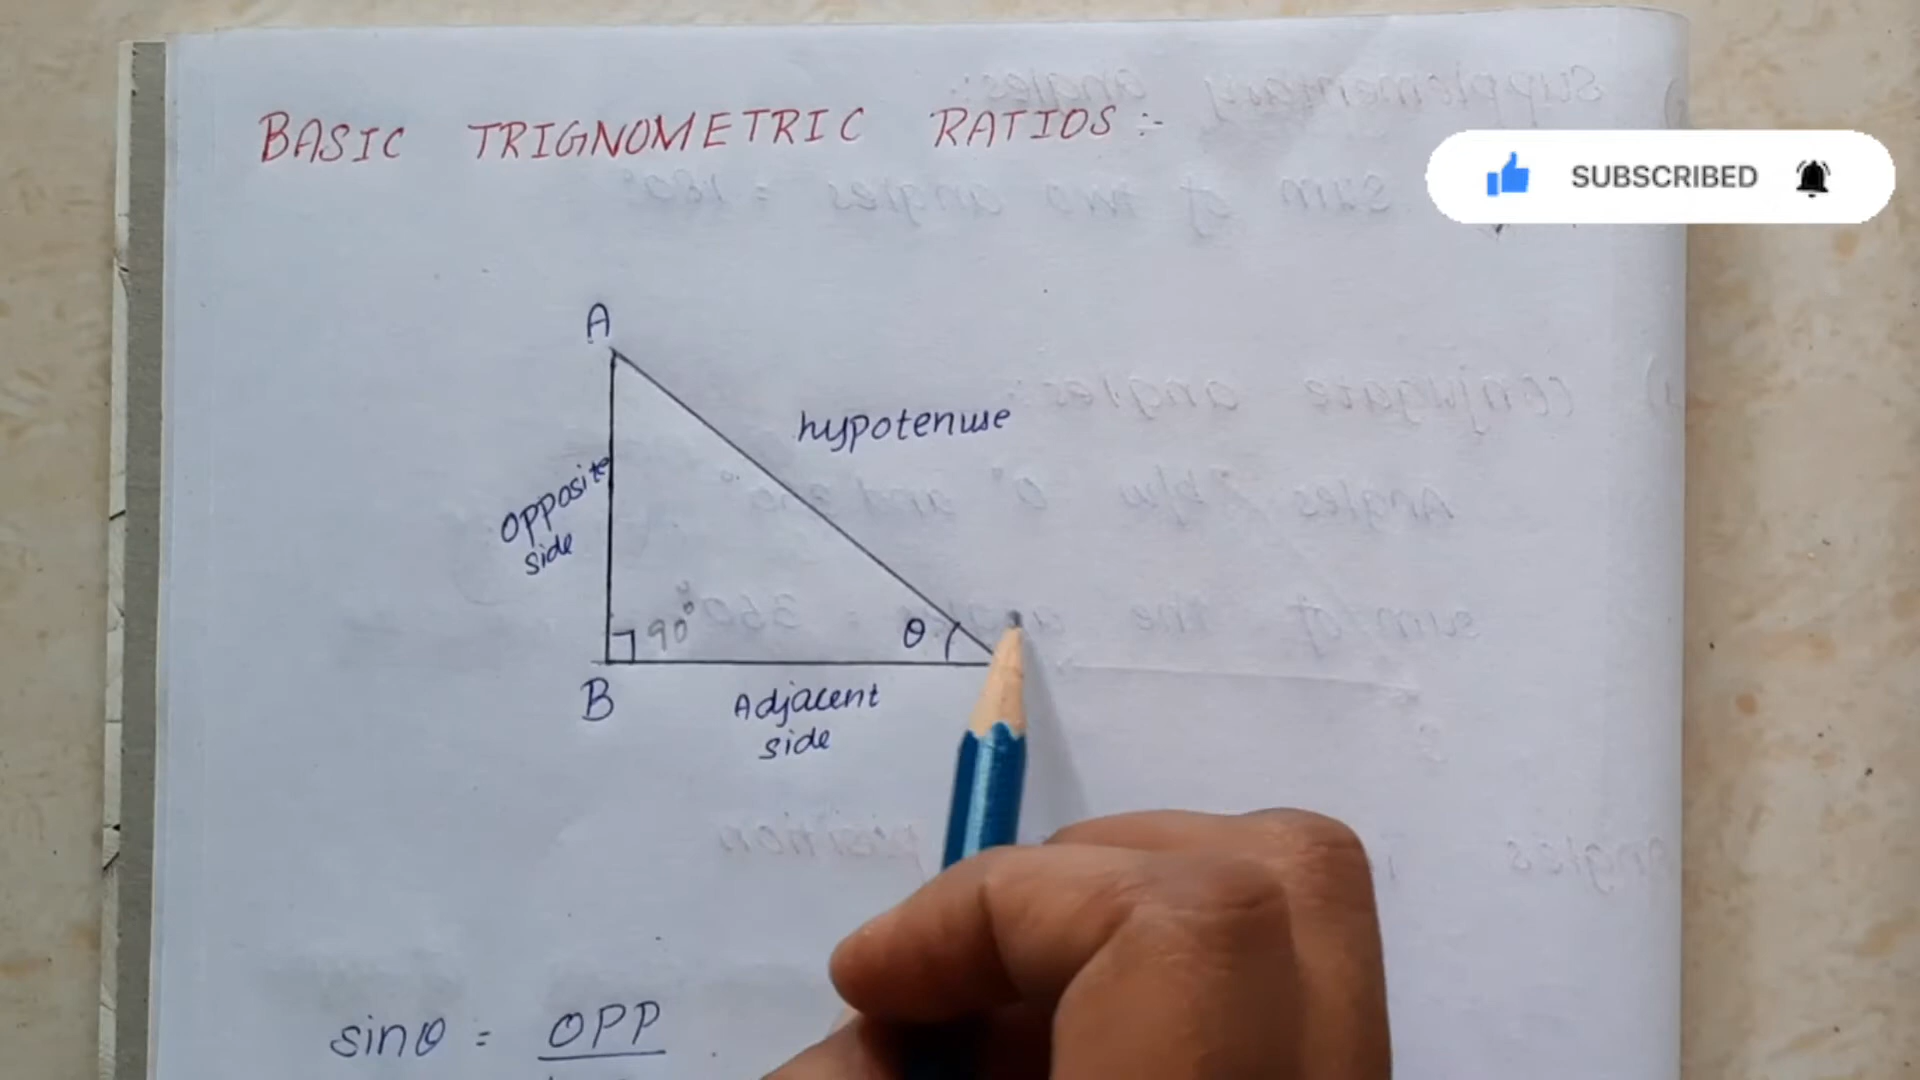 BASIC TRIGNOMETRIC RATIOS :-
SUBSCRIBED
A
hypotenuse
opposite
side
90°
θ
B
Adjacent
side
sinθ = OPP